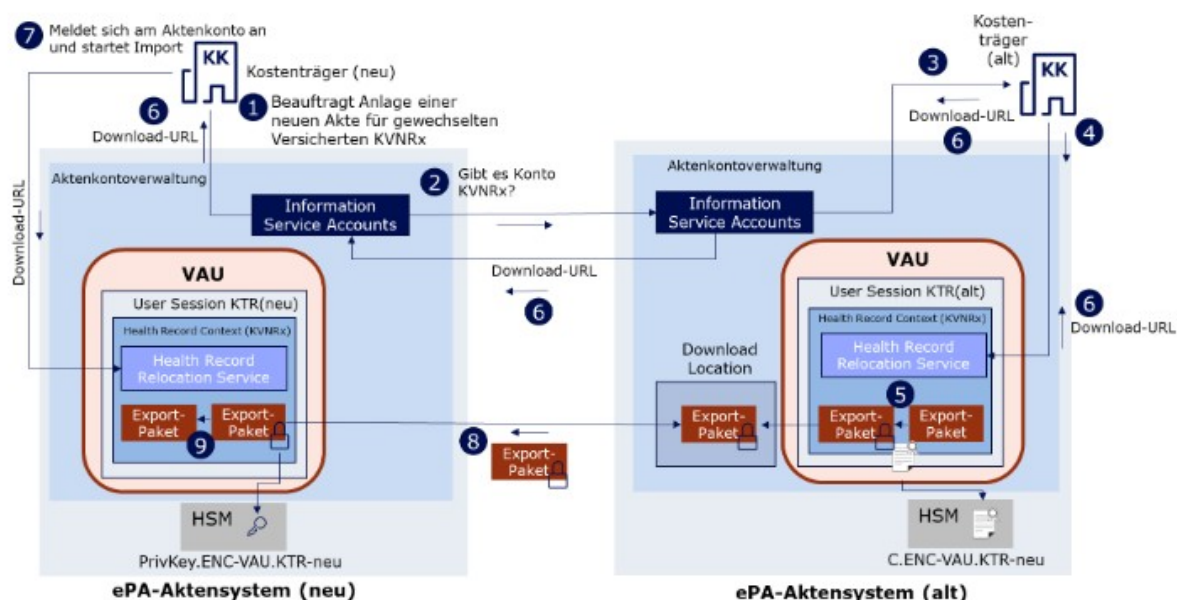 7 Meldet sich am Aktenkonto an
und startet Import
KK
Kostenträger (neu)
6
Download-URL
1 Beauftragt Anlage einer
neuen Akte für gewechselten
Versicherten KVNRx
Kosten-
träger
(alt)
3
KK
Download-URL
6
4
Aktenkontoverwaltung
2 Gibt es Konto
KVNRx?
Aktenkontoverwaltung
Information
Service Accounts
Information
Service Accounts
Download-URL
Download-URL
6
VAU
User Session KTR(neu)
Health Record Context (KVNRx)
Health Record
Relocation Service
Export-
Paket
Export-
Paket
9
8
Export-
Paket
Download
Location
Export-
Paket
VAU
User Session KTR(alt)
Health Record Context (KVNRx)
Health Record
Relocation Service
5
Export-
Paket
Export-
Paket
6
Download-URL
HSM
PrivKey.ENC-VAU.KTR-neu
HSM
C.ENC-VAU.KTR-neu
ePA-Aktensystem (neu)
ePA-Aktensystem (alt)